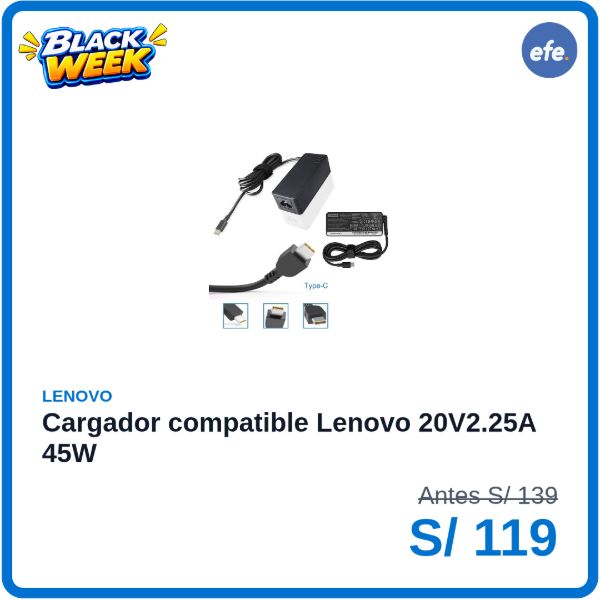 BLACK
WEEK
efe.
Type-C
LENOVO
Cargador compatible Lenovo 20V2.25A
45W
Antes S/ 139
S/ 119